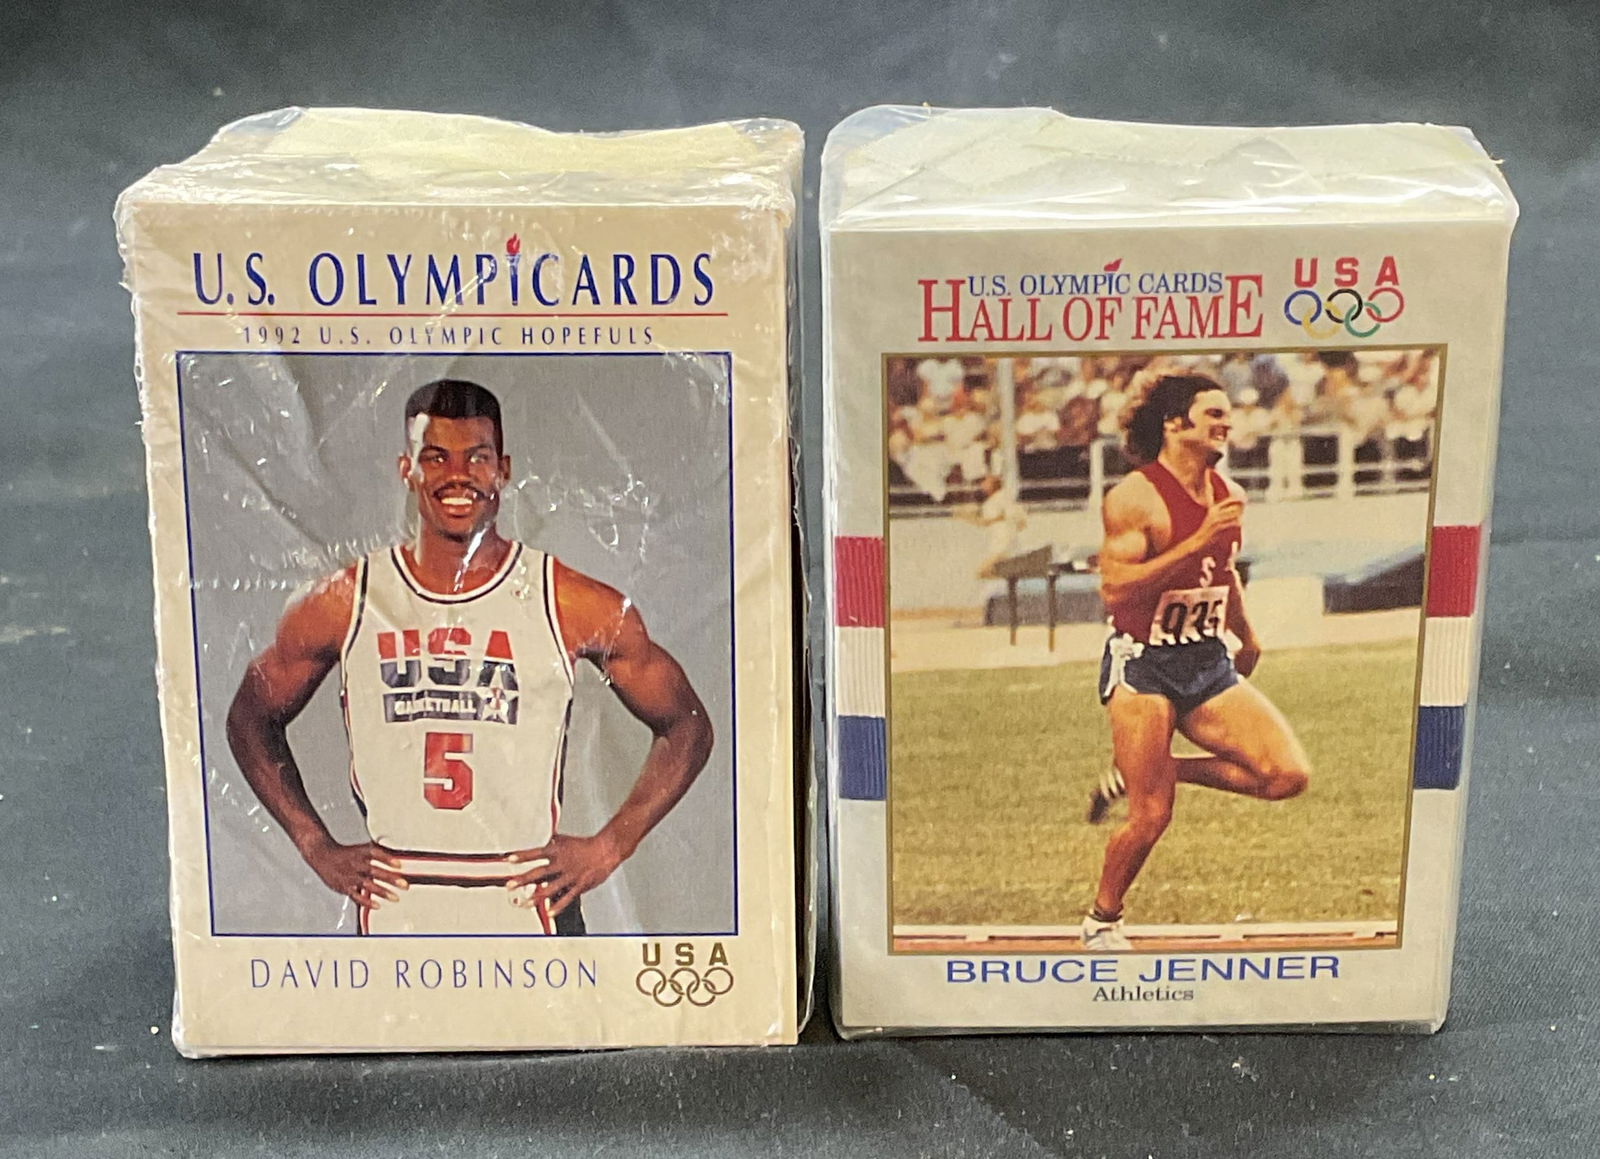 U.S. OLYMPICARDS
1992 U.S. OLYMPIC HOPEFULS
USA
BASKETBALL
5
DAVID ROBINSON
USA
U.S. OLYMPIC CARDS
HALL OF FAME
USA
S
935
BRUCE JENNER
Athletics